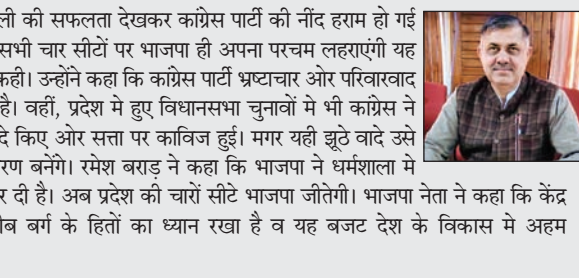 ली की सफलता देखकर कांग्रेस पार्टी की नींद हराम हो गई
सभी चार सीटों पर भाजपा ही अपना परचम लहराएंगी यह
कही। उन्होंने कहा कि कांग्रेस पार्टी भ्रष्टाचार ओर परिवारवाद
है। वहीं, प्रदेश मे हुए विधानसभा चुनावों मे भी कांग्रेस ने
दे किए ओर सत्ता पर काविज हुई। मगर यही झूठे वादे उसे
रण बनेंगे। रमेश बराड़ ने कहा कि भाजपा ने धर्मशाला मे
र दी है। अब प्रदेश की चारों सीटे भाजपा जीतेगी। भाजपा नेता ने कहा कि केंद्र
ीब बर्ग के हितों का ध्यान रखा है व यह बजट देश के विकास मे अहम